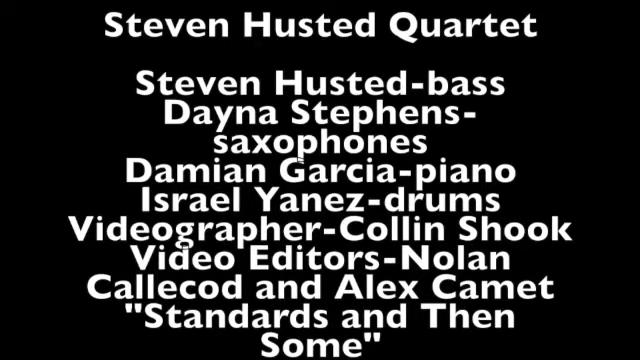 Steven Husted Quartet
Steven Husted-bass
Dayna Stephens-
saxophones
Damian Garcia-piano
Israel Yanez-drums
Videographer-Collin Shook
Video Editors-Nolan
Callecod and Alex Camet
"Standards and Then
Some"